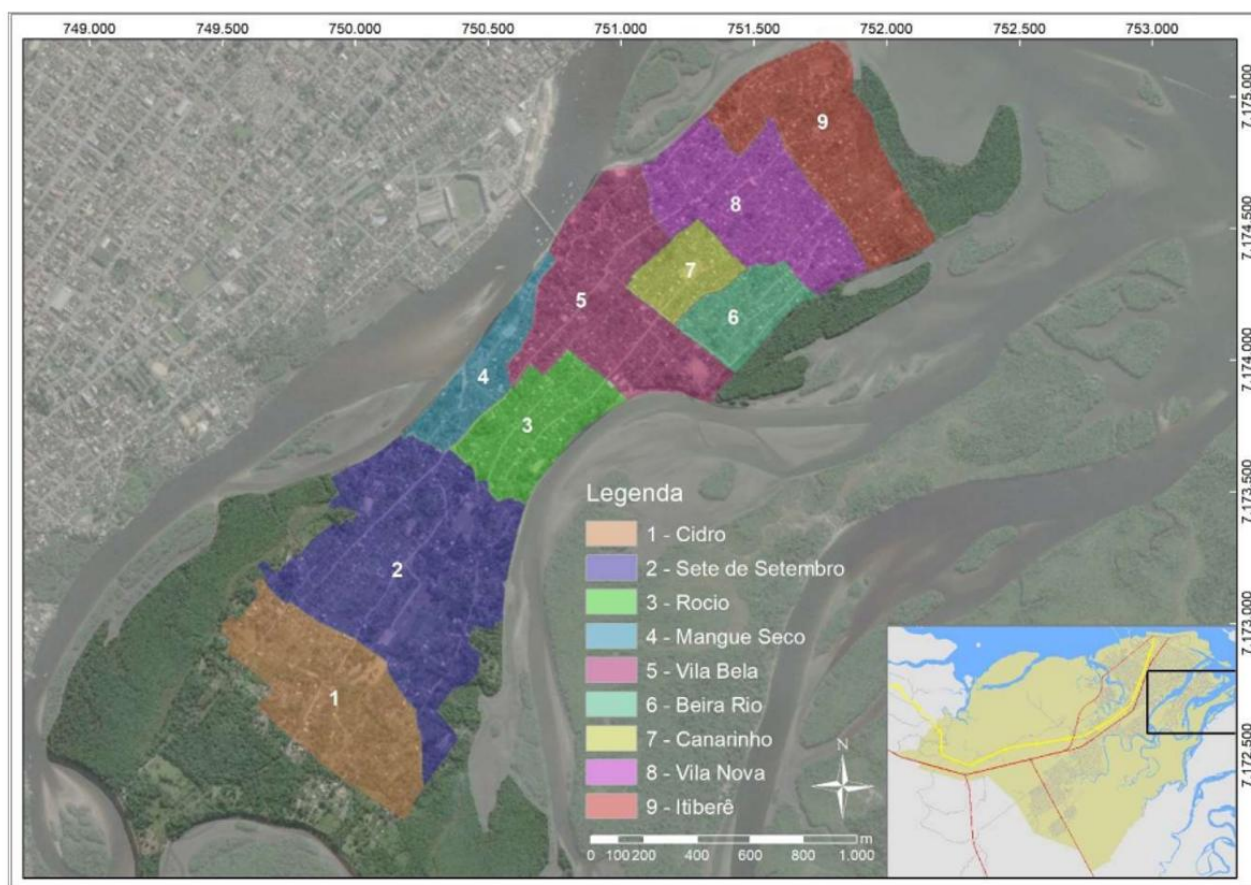 749.000 749.500 750.000 750.500 751.000 751.500 752.000 752.500 753.000
7.175.000
9
8
7.174.500
7
5
6
7.174.000
4
3
7.173.500
2
1
7.173.000
7.172.500
Legenda
1 - Cidro
2 - Sete de Setembro
3 - Rocio
4 - Mangue Seco
5 - Vila Bela
6 - Beira Rio
7 - Canarinho
8 - Vila Nova
9 - Itiberê
N
m
0 100 200 400 600 800 1.000